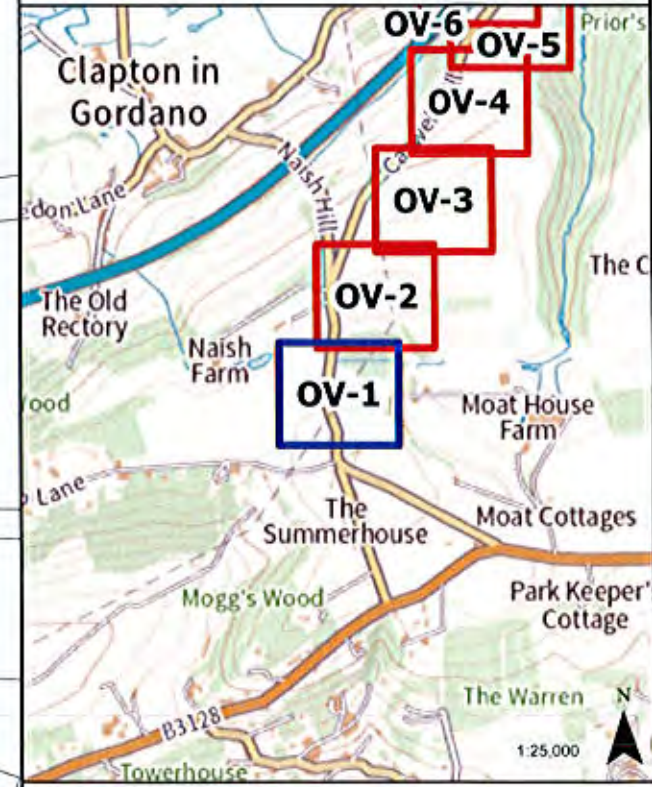 OV-6
Prior's
OV-5
Clapton in
Gordano
OV-4
Naish Hill
edon Lane
OV-3
The C
OV-2
The Old
Rectory
Naish
Farm
OV-1
Moat House
Farm
ood
Lane
The
Summerhouse
Moat Cottages
Mogg's Wood
Park Keeper'
Cottage
The Warren
N
B3128
1:25,000
Towerhouse